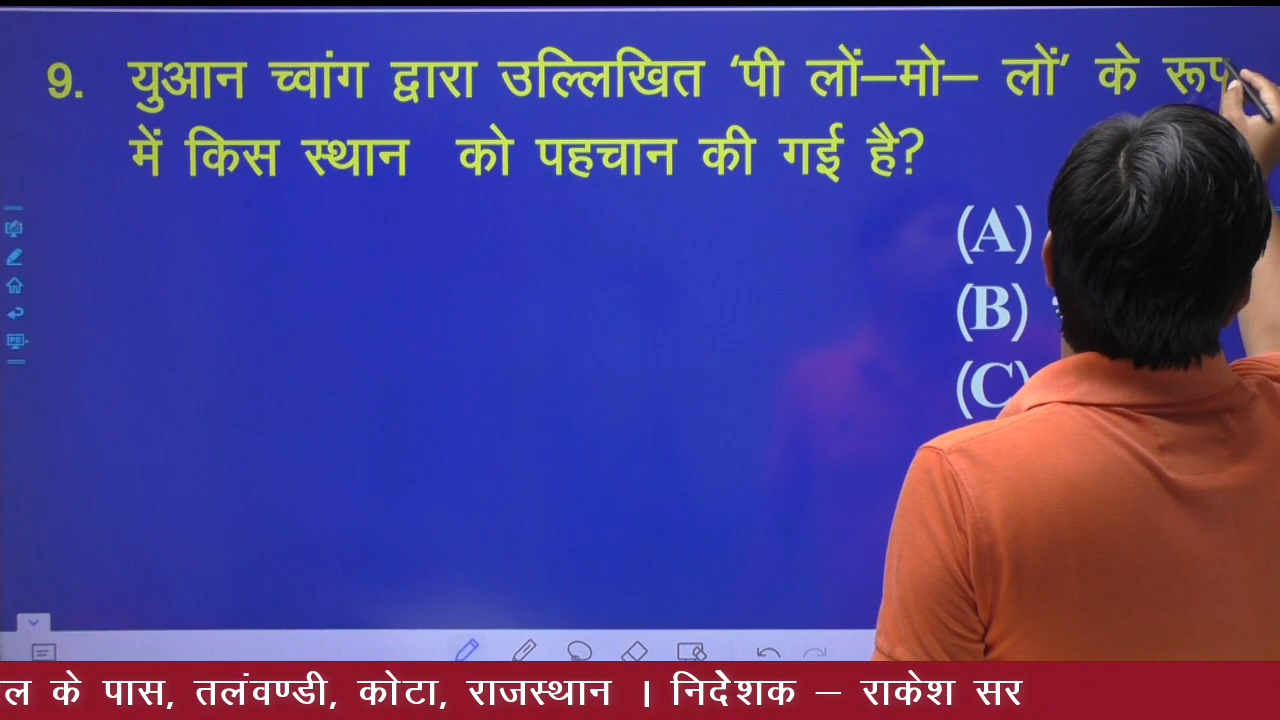 9. युआन च्वांग द्वारा उल्लिखित ‘पी लों–मो– लों’ के रूप
में किस स्थान को पहचान की गई है?
(A)
(B)
(C)
ल के पास, तलंवण्डी, कोटा, राजस्थान । निदेेशक – राकेश सर